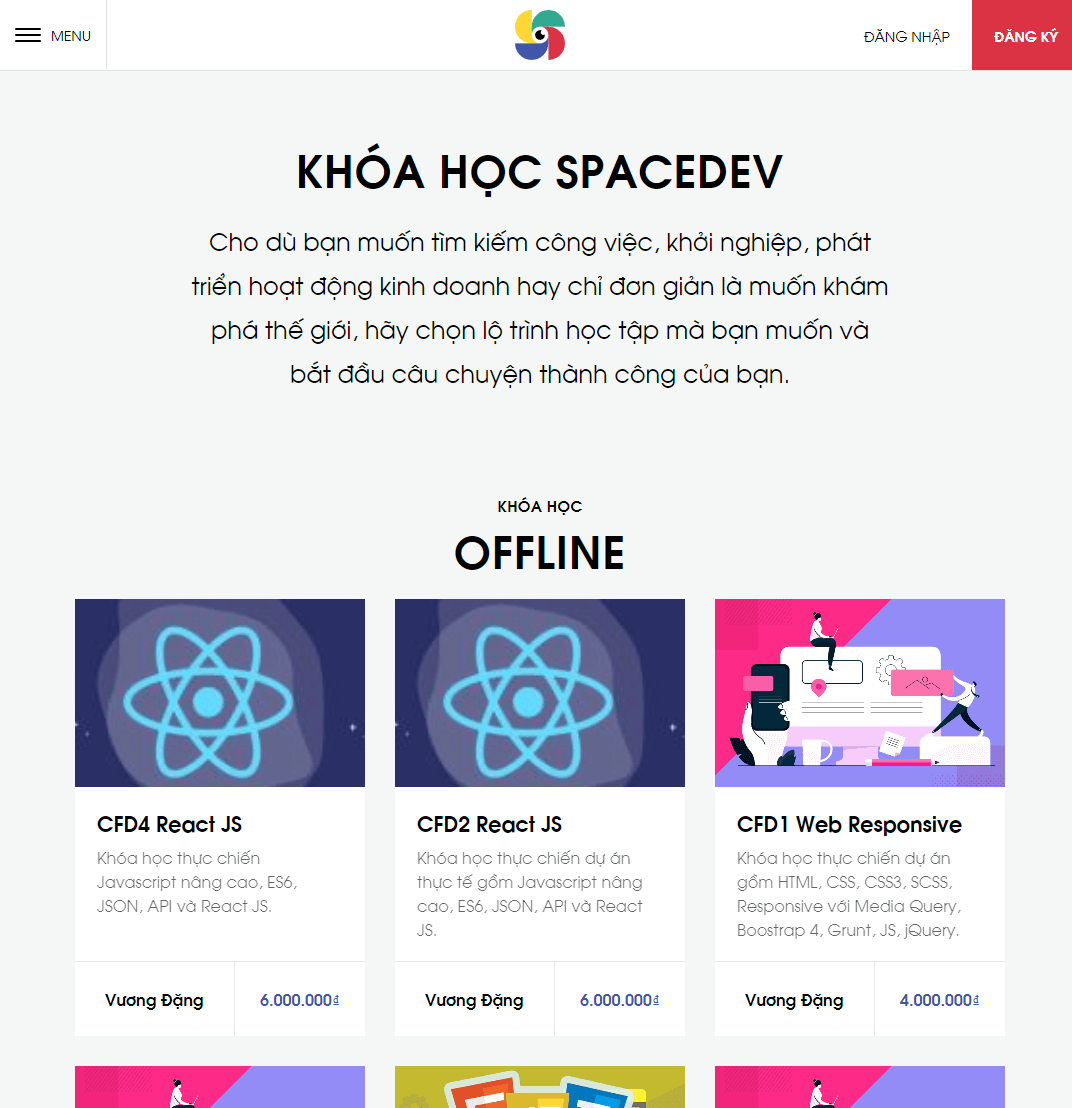 MENU
ĐĂNG NHẬP
ĐĂNG KÝ
KHÓA HỌC SPACEDEV
Cho dù bạn muốn tìm kiếm công việc, khởi nghiệp, phát
triển hoạt động kinh doanh hay chỉ đơn giản là muốn khám
phá thế giới, hãy chọn lộ trình học tập mà bạn muốn và
bắt đầu câu chuyện thành công của bạn.
KHÓA HỌC
OFFLINE
CFD4 React JS
Khóa học thực chiến
Javascript nâng cao, ES6,
JSON, API và React JS.
Vương Đặng
6.000.000₫
CFD2 React JS
Khóa học thực chiến dự án
thực tế gồm Javascript nâng
cao, ES6, JSON, API và React
JS.
Vương Đặng
6.000.000₫
CFD1 Web Responsive
Khóa học thực chiến dự án
gồm HTML, CSS, CSS3, SCSS,
Responsive với Media Query,
Boostrap 4, Grunt, JS, jQuery.
Vương Đặng
4.000.000₫